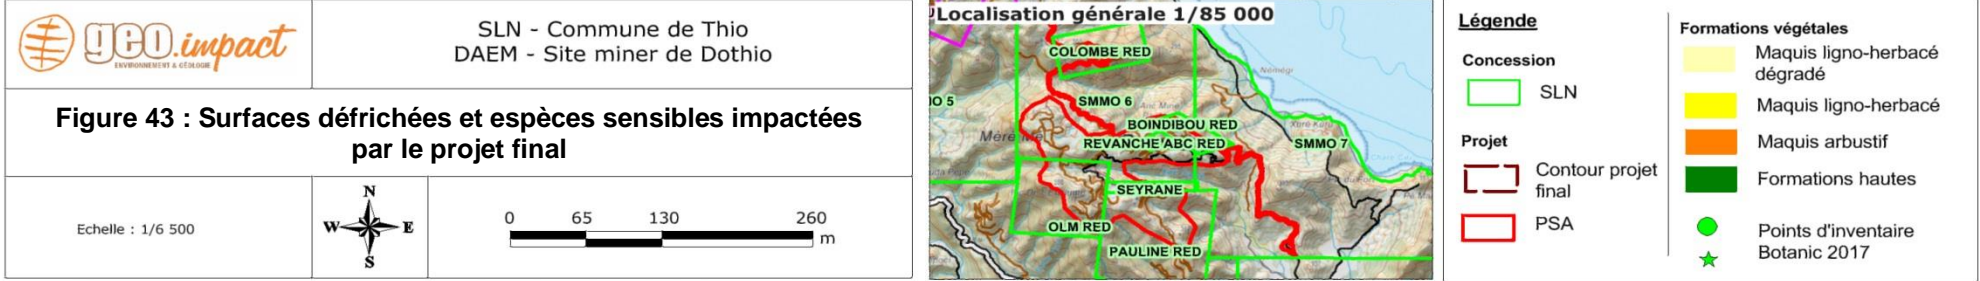 geo.impact
ENVIRONNEMENT & GÉOLOGIE
SLN - Commune de Thio
DAEM - Site miner de Dothio
Figure 43 : Surfaces défrichées et espèces sensibles impactées
par le projet final
Echelle : 1/6 500
N
W
E
S
0 65 130 260
m
Localisation générale 1/85 000
COLOMBE RED
SMMO 6
BOINDIBOU RED
REVANCHE ABC RED
SMMO 7
SEYRANE
OLM RED
PAULINE RED
Légende
Concession
SLN
Projet
Contour projet
final
PSA
Formations végétales
Maquis ligno-herbacé
dégradé
Maquis ligno-herbacé
Maquis arbustif
Formations hautes
Points d'inventaire
Botanic 2017